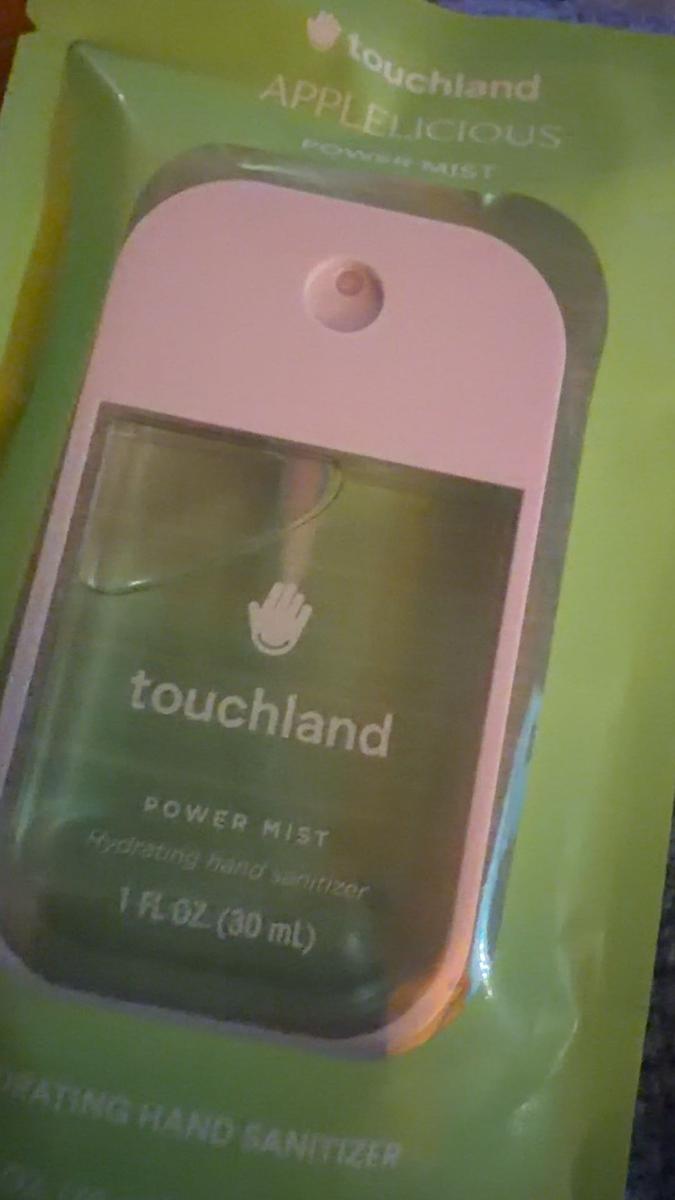 touchland
APPLELICIOUS
POWER MIST
touchland
POWER MIST
Hydrating hand sanitizer
1 FL OZ (30 mL)
HAND SANITIZER